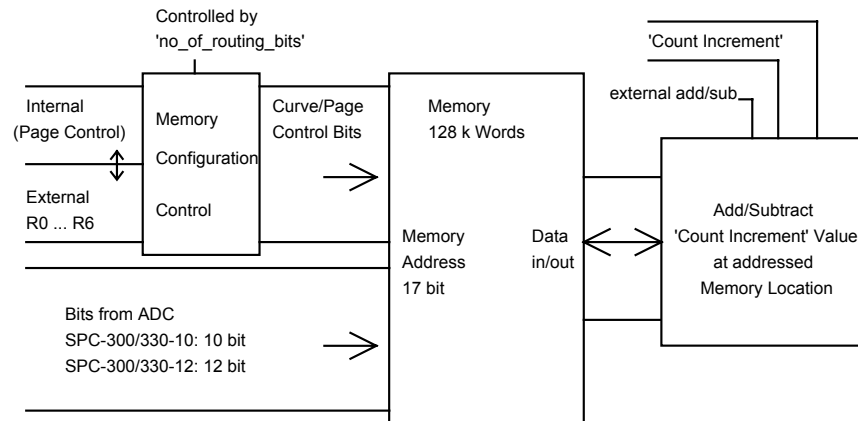 Controlled by
'no_of_routing_bits'
'Count Increment'
external add/sub
Internal
(Page Control)
External
R0 ... R6
Memory
Configuration
Control
Curve/Page
Control Bits
Memory
128 k Words
Memory
Address
17 bit
Data
in/out
Add/Subtract
'Count Increment' Value
at addressed
Memory Location
Bits from ADC
SPC-300/330-10: 10 bit
SPC-300/330-12: 12 bit